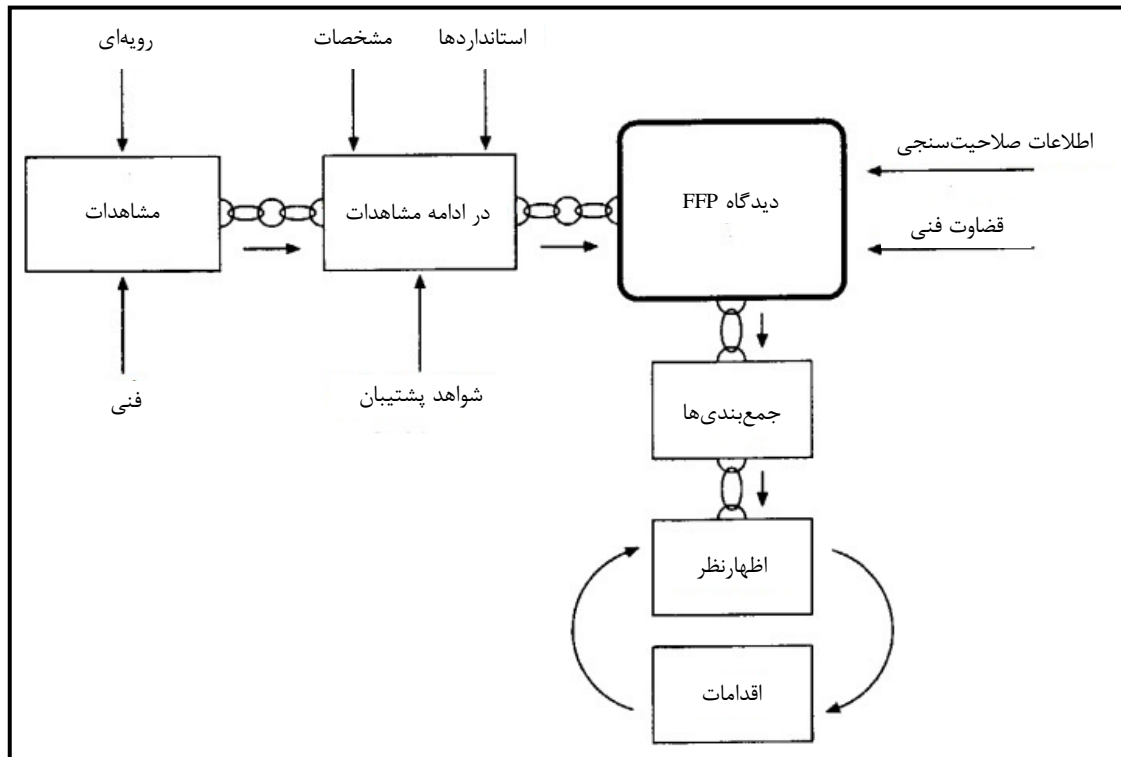 رویه‌ای
مشخصات
استانداردها
مشاهدات
در ادامه مشاهدات
دیدگاه FFP
اطلاعات صلاحیت‌سنجی
قضاوت فنی
فنی
شواهد پشتیبان
جمع‌بندی‌ها
اظهارنظر
اقدامات